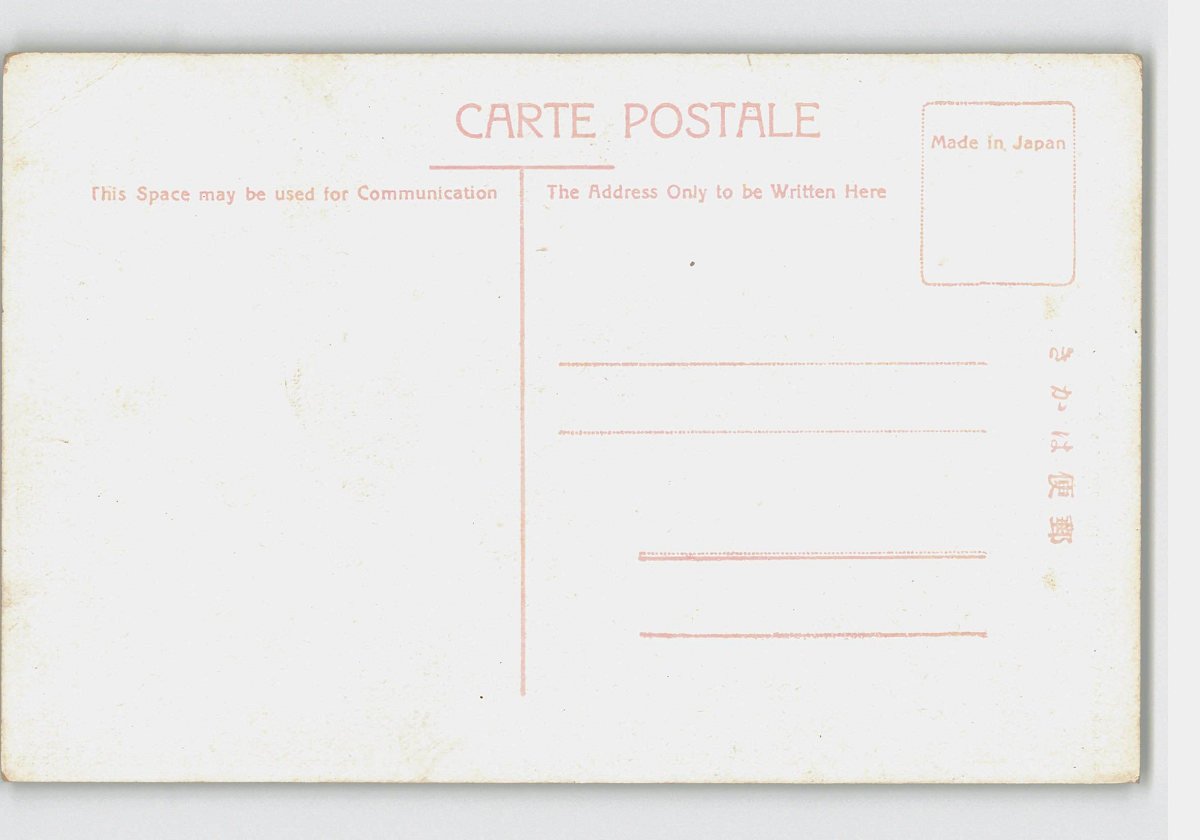 CARTE POSTALE
Made in Japan
This Space may be used for Communication
The Address Only to be Written Here
郵便はかき